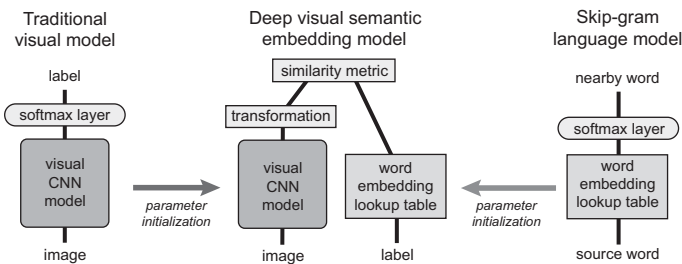 Traditional
visual model
label
softmax layer
visual
CNN
model
image
parameter
initialization
Deep visual semantic
embedding model
similarity metric
transformation
visual
CNN
model
image
word
embedding
lookup table
label
parameter
initialization
Skip-gram
language model
nearby word
softmax layer
word
embedding
lookup table
source word